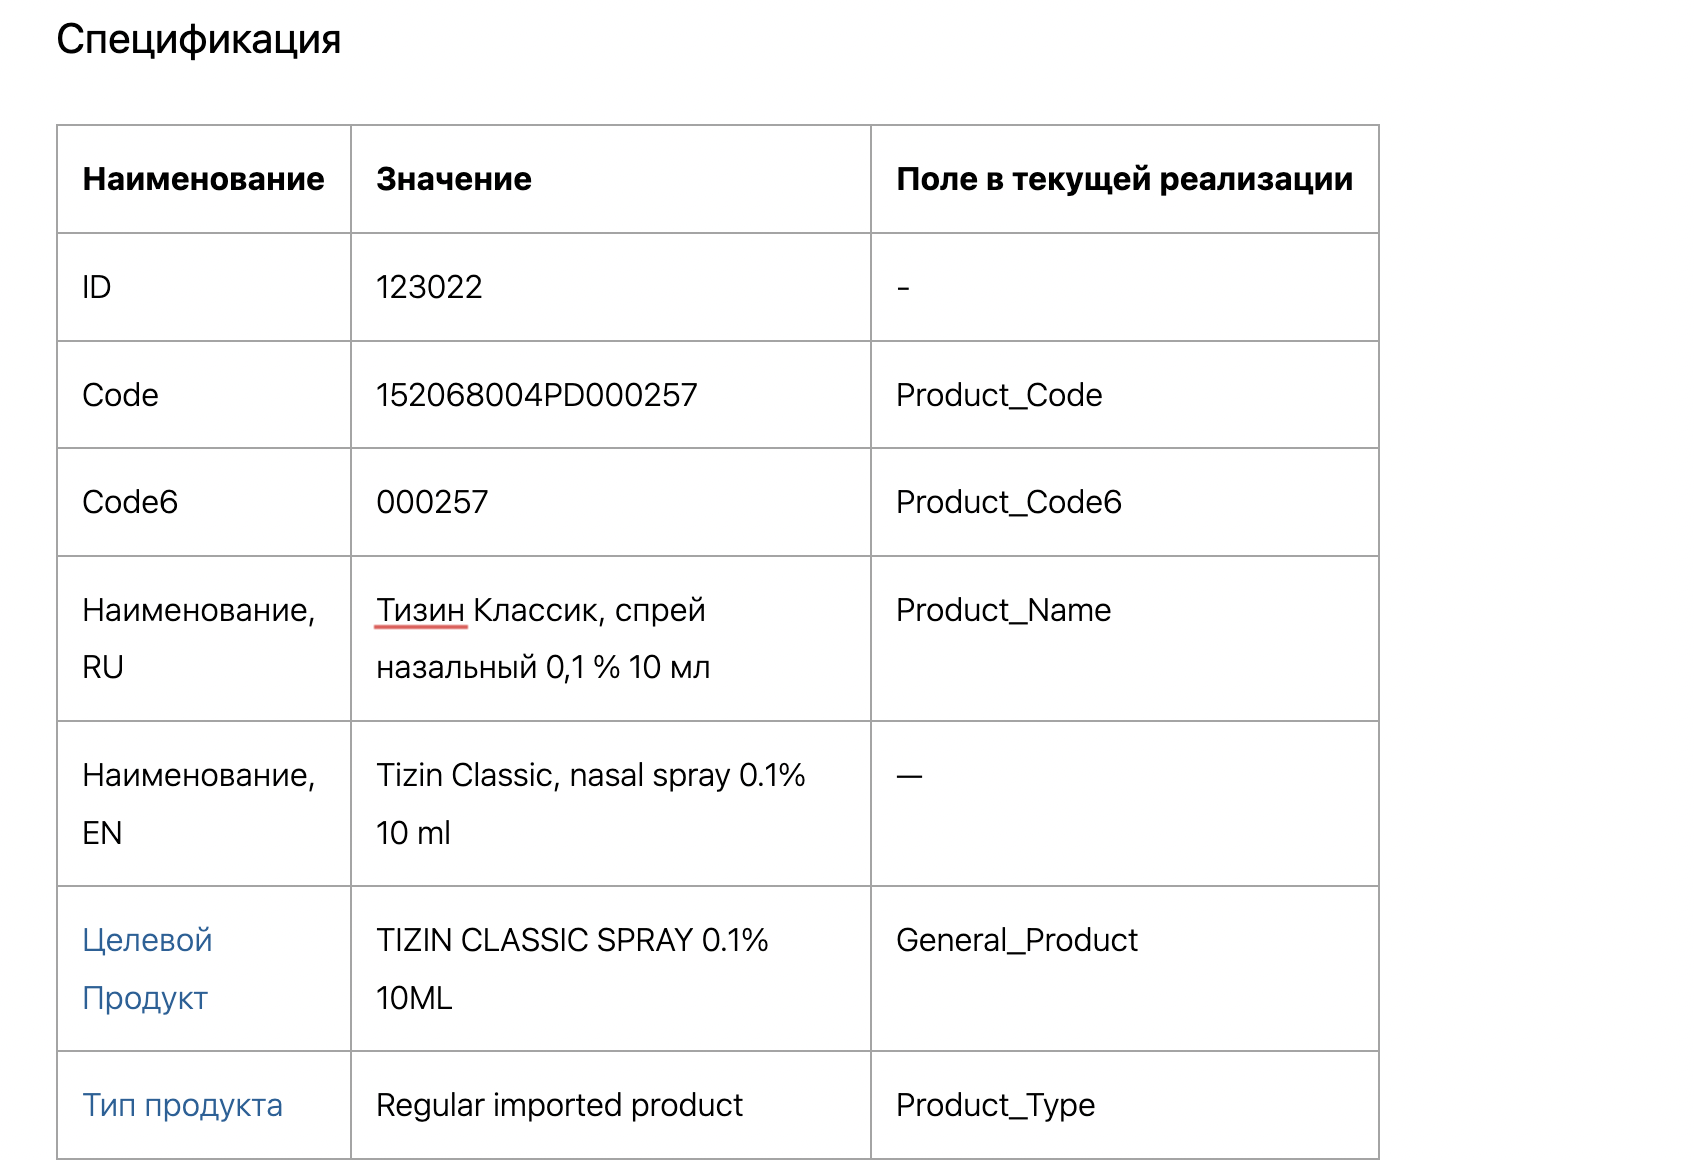 Спецификация
Наименование Значение Поле в текущей реализации
ID 123022 -
Code 152068004PD000257 Product_Code
Code6 000257 Product_Code6
Наименование, Тизин Классик, спрей Product_Name
RU назальный 0,1 % 10 мл
Наименование, Tizin Classic, nasal spray 0.1% —
EN 10 ml
Целевой TIZIN CLASSIC SPRAY 0.1% General_Product
Продукт 10ML
Тип продукта Regular imported product Product_Type